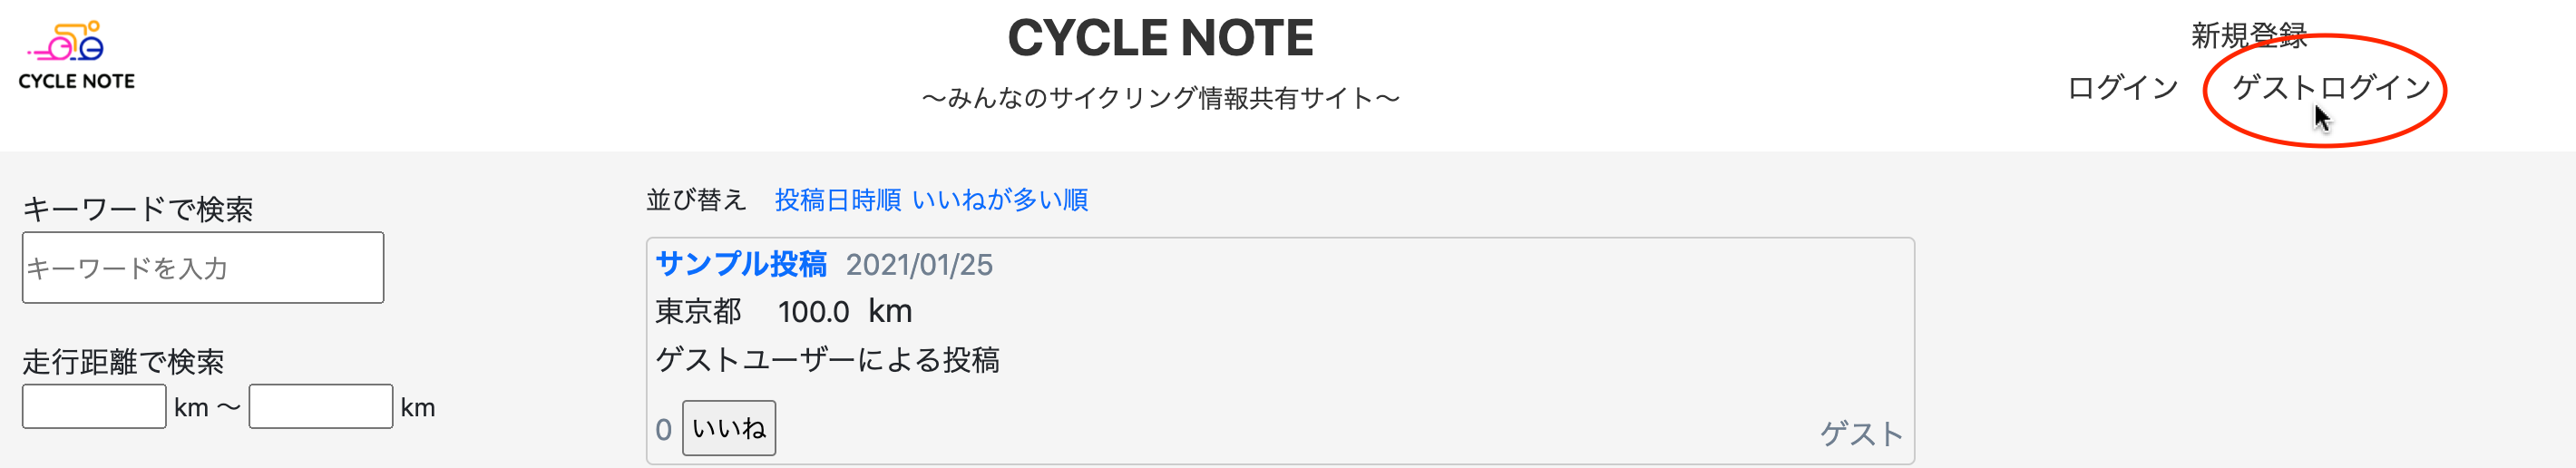 CYCLE NOTE
CYCLE NOTE
〜みんなのサイクリング情報共有サイト〜
新規登録
ログイン ゲストログイン
キーワードで検索
キーワードを入力
走行距離で検索
km 〜 km
並び替え 投稿日時順 いいねが多い順
サンプル投稿 2021/01/25
東京都 100.0 km
ゲストユーザーによる投稿
0 いいね ゲスト